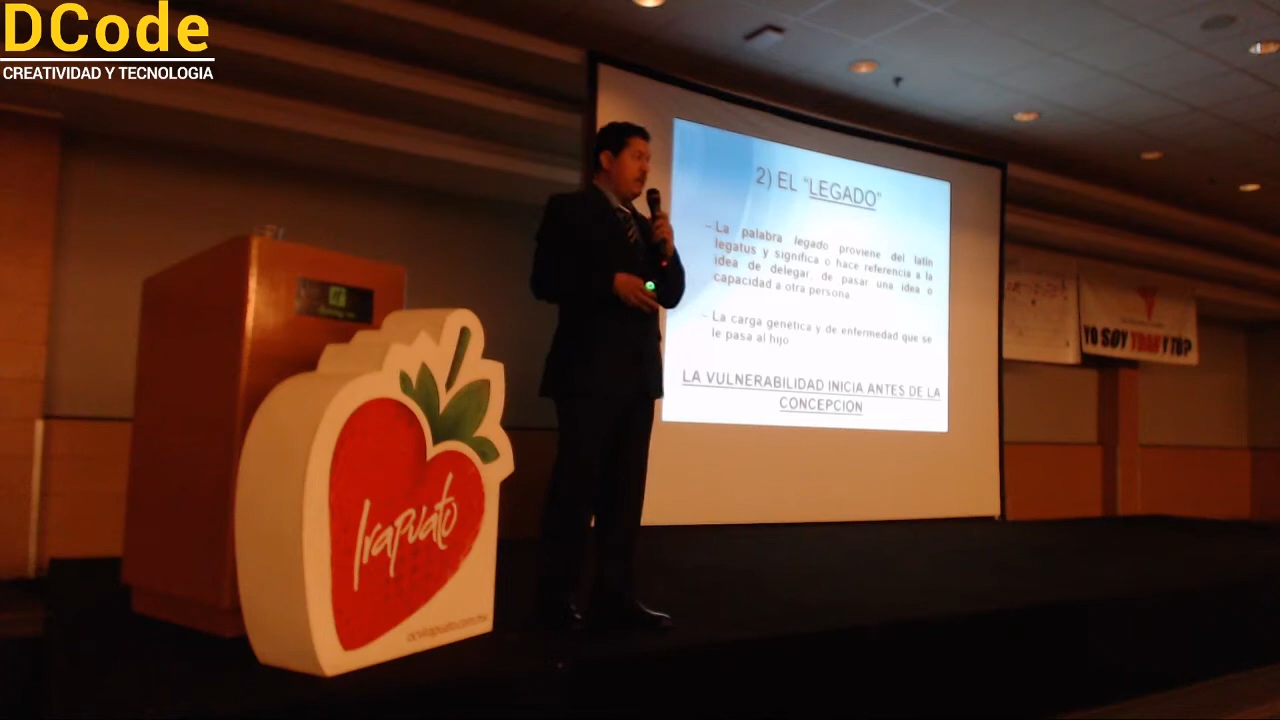 DCode
CREATIVIDAD Y TECNOLOGIA
2) EL "LEGADO"
– La palabra legado proviene del latin
legatus y significa o hace referencia a la
idea de delegar, de pasar una idea o
capacidad a otra persona
– La carga genética y de enfermedad que se
le pasa al hijo
LA VULNERABILIDAD INICIA ANTES DE LA
CONCEPCION
YO SOY Y TÚ?
Irapuato